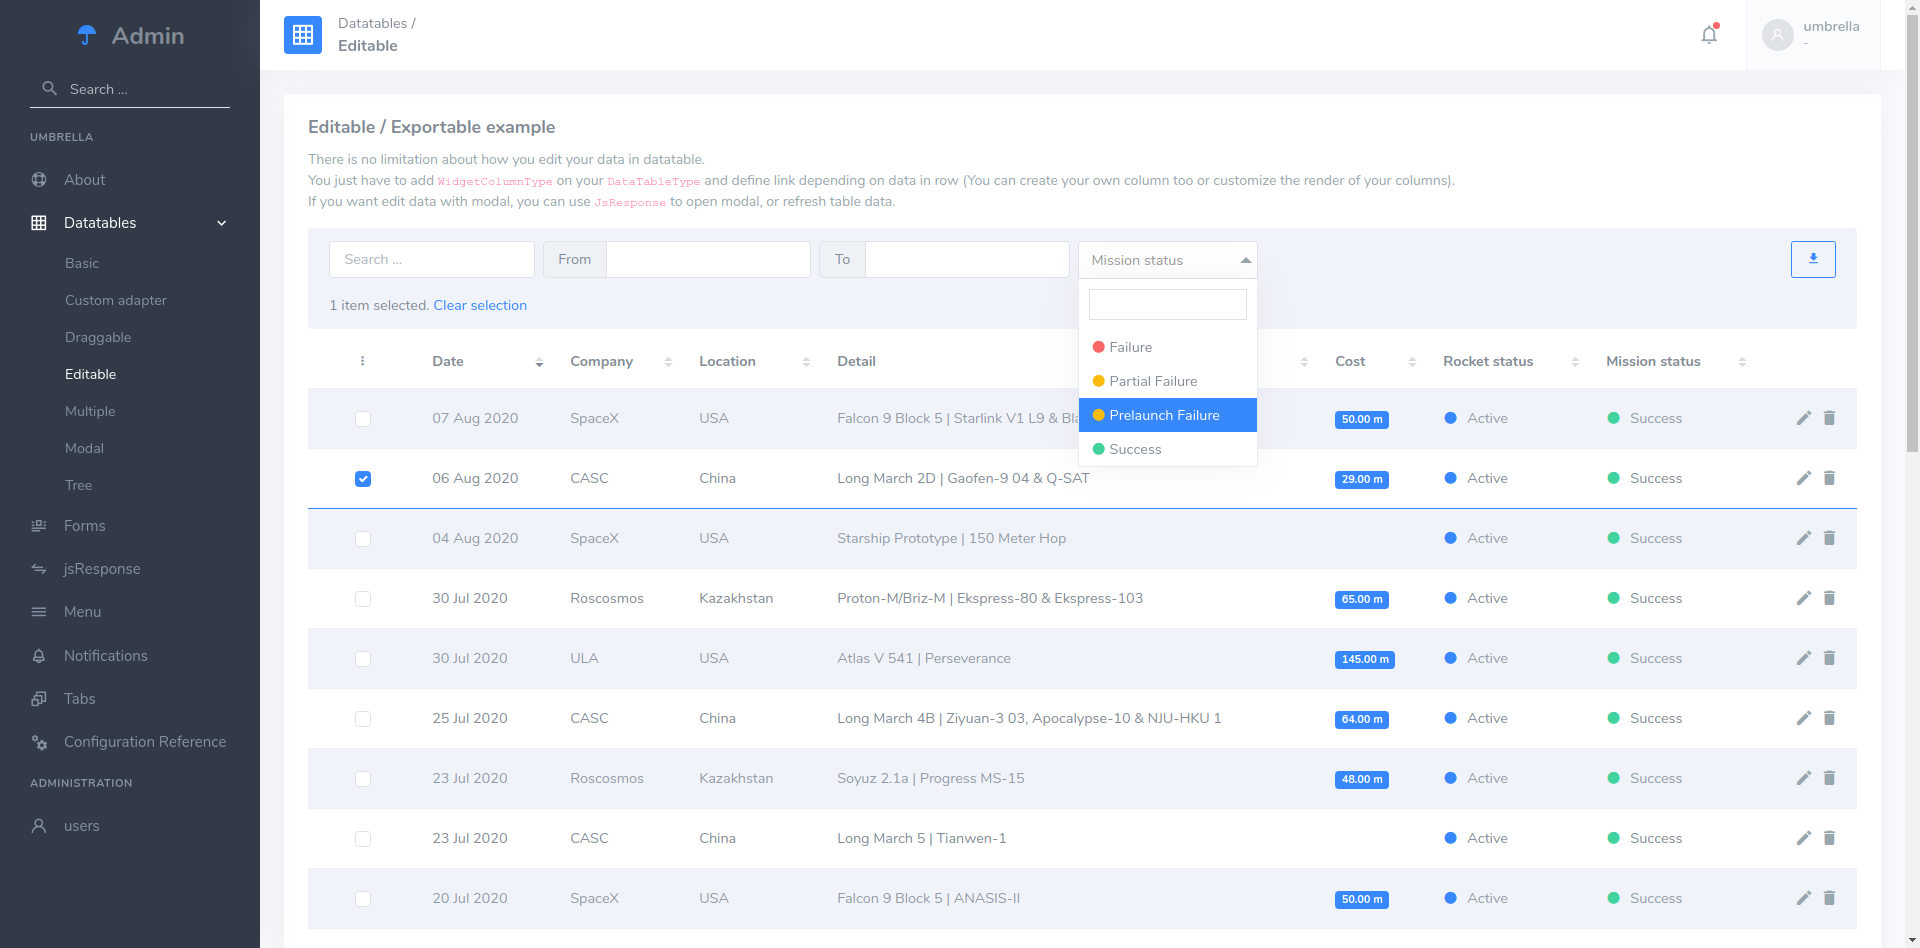 Admin
Search ...
UMBRELLA
About
Datatables
Basic
Custom adapter
Draggable
Editable
Multiple
Modal
Tree
Forms
jsResponse
Menu
Notifications
Tabs
Configuration Reference
ADMINISTRATION
users
Datatables /
Editable
umbrella
-
Editable / Exportable example
There is no limitation about how you edit your data in datatable.
You just have to add WidgetColumnType on your DataTableType and define link depending on data in row (You can create your own column too or customize the render of your columns).
If you want edit data with modal, you can use JsResponse to open modal, or refresh table data.
Search ... From To Mission status
1 item selected. Clear selection
Failure
Partial Failure
Prelaunch Failure
Success
Date Company Location Detail Cost Rocket status Mission status
07 Aug 2020 SpaceX USA Falcon 9 Block 5 | Starlink V1 L9 & 50.00 m Active Success
06 Aug 2020 CASC China Long March 2D | Gaofen-9 04 & Q-SAT 29.00 m Active Success
04 Aug 2020 SpaceX USA Starship Prototype | 150 Meter Hop Active Success
30 Jul 2020 Roscosmos Kazakhstan Proton-M/Briz-M | Ekspress-80 & Ekspress-103 65.00 m Active Success
30 Jul 2020 ULA USA Atlas V 541 | Perseverance 145.00 m Active Success
25 Jul 2020 CASC China Long March 4B | Ziyuan-3 03, Apocalypse-10 & NJU-HKU 1 64.00 m Active Success
23 Jul 2020 Roscosmos Kazakhstan Soyuz 2.1a | Progress MS-15 48.00 m Active Success
23 Jul 2020 CASC China Long March 5 | Tianwen-1 Active Success
20 Jul 2020 SpaceX USA Falcon 9 Block 5 | ANASIS-II 50.00 m Active Success